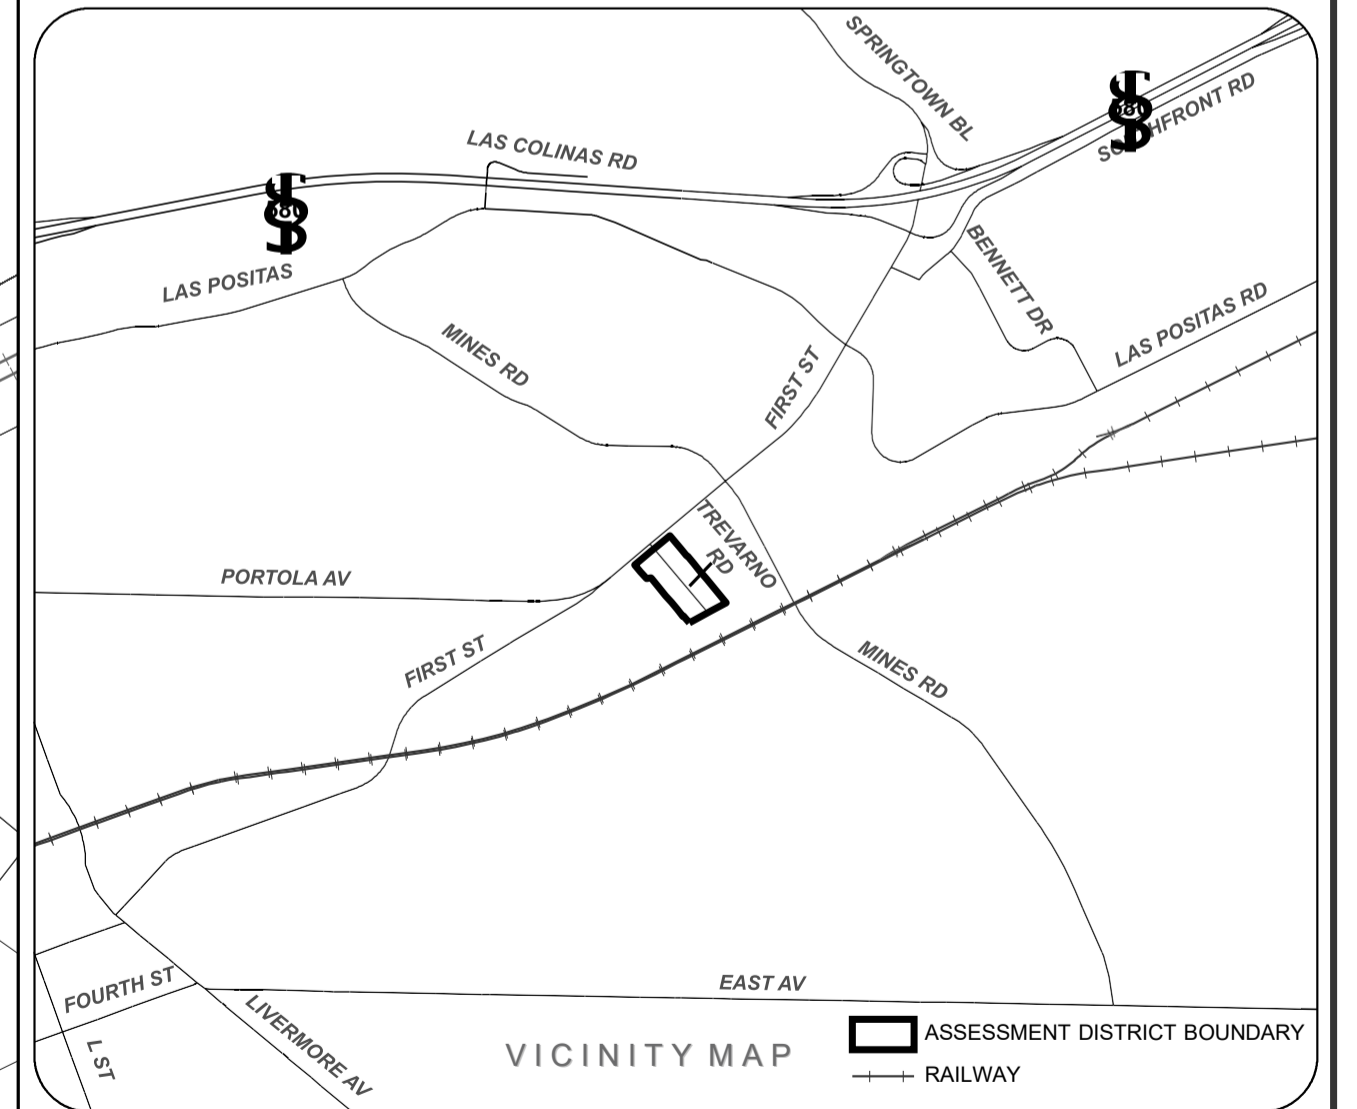 SPRINGTOWN BL
LAS COLINAS RD
LAS POSITAS
BENNETT DR
LAS POSITAS RD
MINES RD
FIRST ST
TREVARNO
RD
PORTOLA AV
FIRST ST
MINES RD
EAST AV
FOURTH ST
LIVERMORE AV
L ST
VICINITY MAP
ASSESSMENT DISTRICT BOUNDARY
RAILWAY